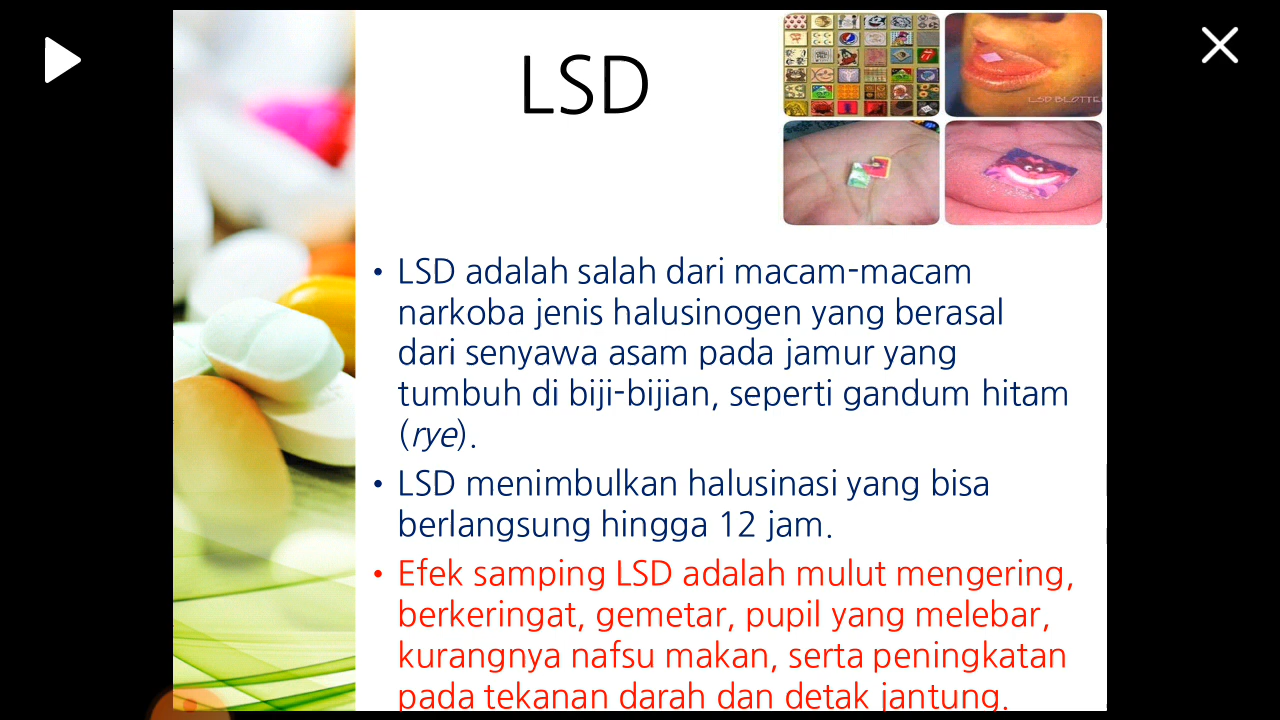 LSD
LSD BLOTTE
• LSD adalah salah dari macam-macam
narkoba jenis halusinogen yang berasal
dari senyawa asam pada jamur yang
tumbuh di biji-bijian, seperti gandum hitam
(rye).
• LSD menimbulkan halusinasi yang bisa
berlangsung hingga 12 jam.
• Efek samping LSD adalah mulut mengering,
berkeringat, gemetar, pupil yang melebar,
kurangnya nafsu makan, serta peningkatan
pada tekanan darah dan detak jantung.